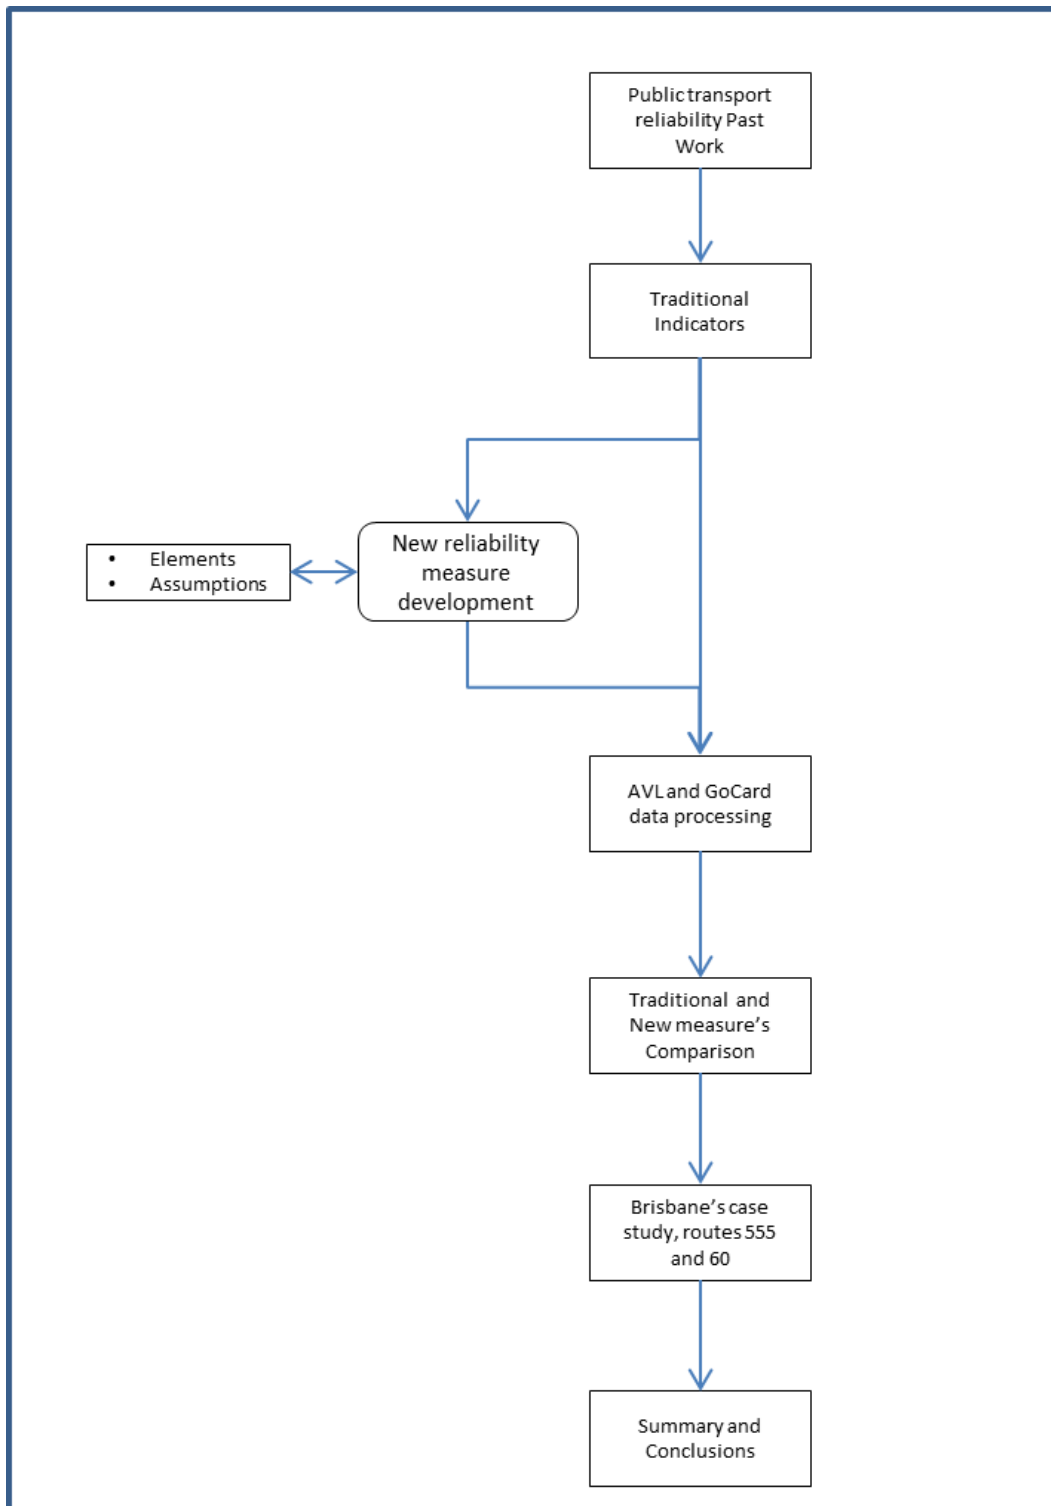 Public transport
reliability Past
Work
Traditional
Indicators
New reliability
measure
development
• Elements
• Assumptions
AVL and GoCard
data processing
Traditional and
New measure's
Comparison
Brisbane's case
study, routes 555
and 60
Summary and
Conclusions